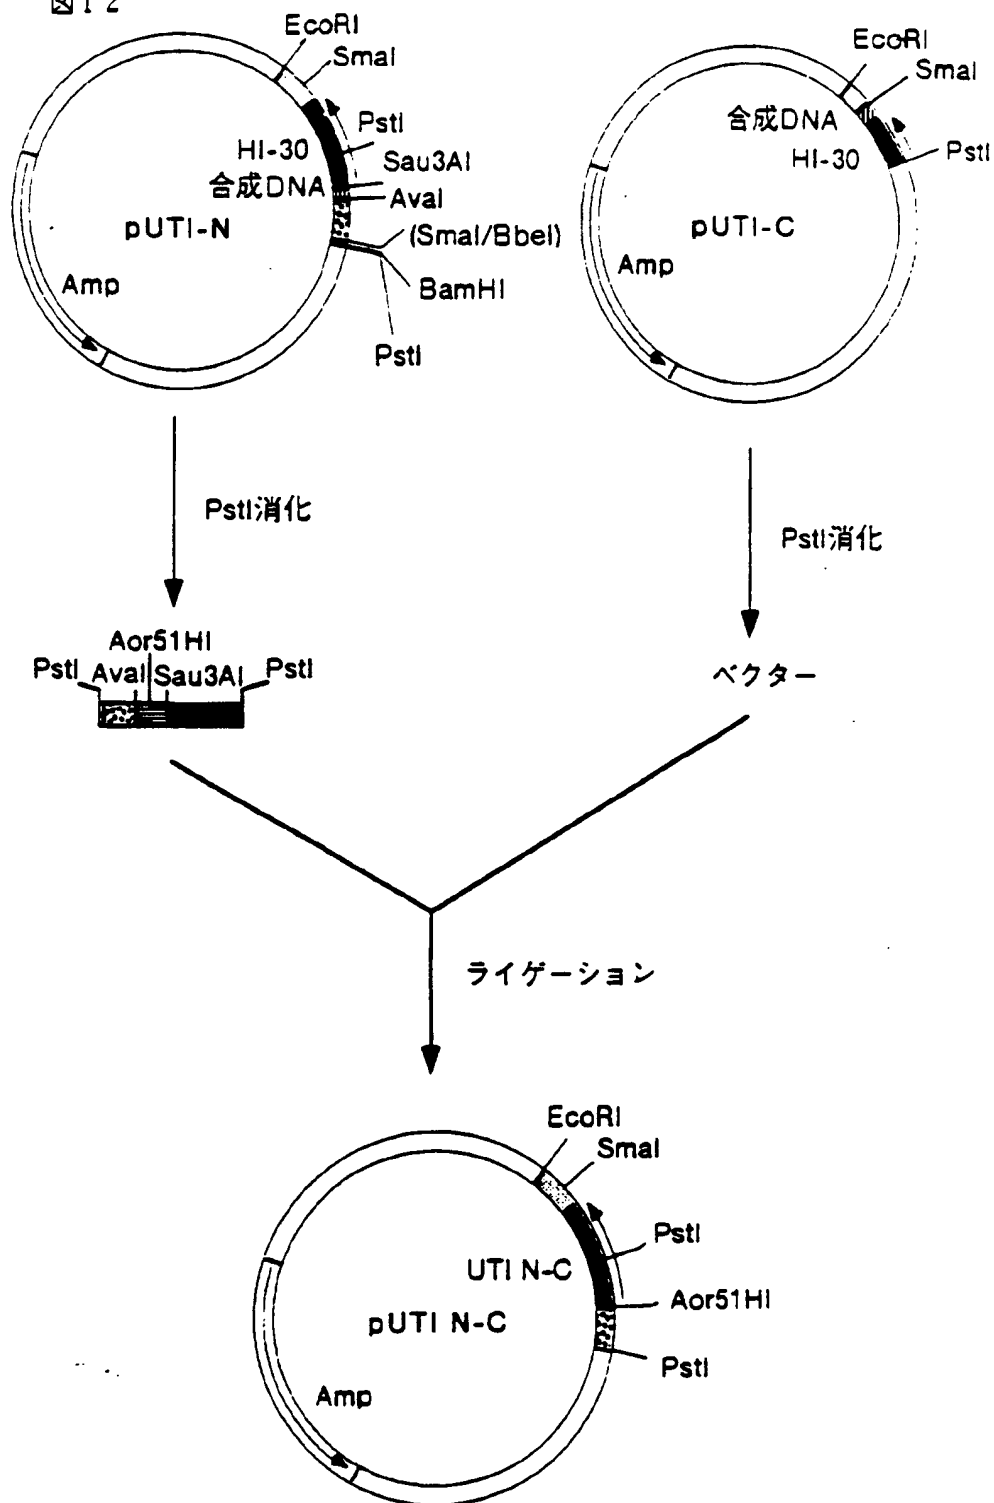 図12
EcoRI
SmaI
PstI
HI-30
Sau3AI
合成DNA
AvaI
pUTI-N
(SmaI/BbeI)
Amp
BamHI
PstI
EcoRI
SmaI
合成DNA
HI-30
PstI
pUTI-C
Amp
PstI消化
PstI消化
Aor51HI
PstI
AvaI
Sau3AI
PstI
ベクター
ライゲーション
EcoRI
SmaI
PstI
UTI N-C
Aor51HI
pUTI N-C
PstI
Amp